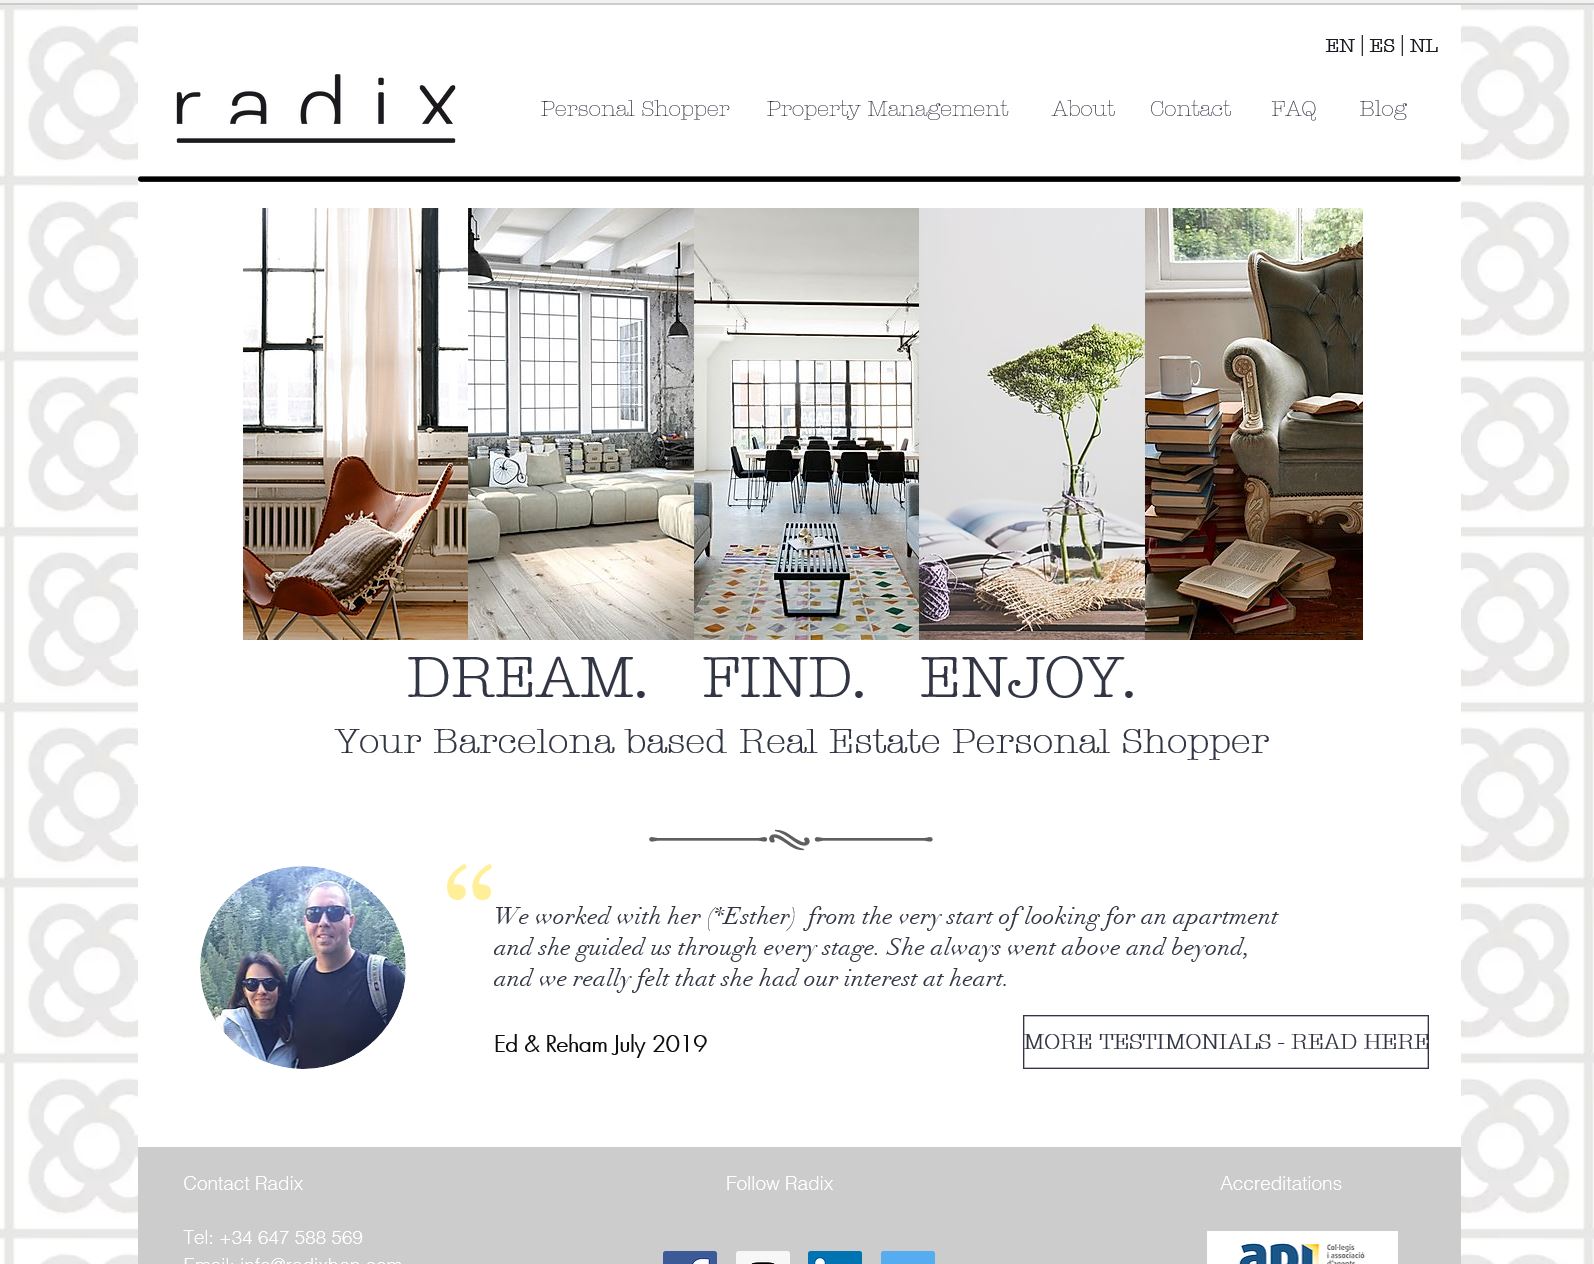 EN | ES | NL
radix
Personal Shopper Property Management About Contact FAQ Blog
DREAM. FIND. ENJOY.
Your Barcelona based Real Estate Personal Shopper
“
We worked with her (*Esther) from the very start of looking for an apartment
and she guided us through every stage. She always went above and beyond,
and we really felt that she had our interest at heart.
Ed & Reham July 2019
MORE TESTIMONIALS - READ HERE
Contact Radix
Tel: +34 647 588 569
Follow Radix
Accreditations
API
Col·legis
i associació
d'agents